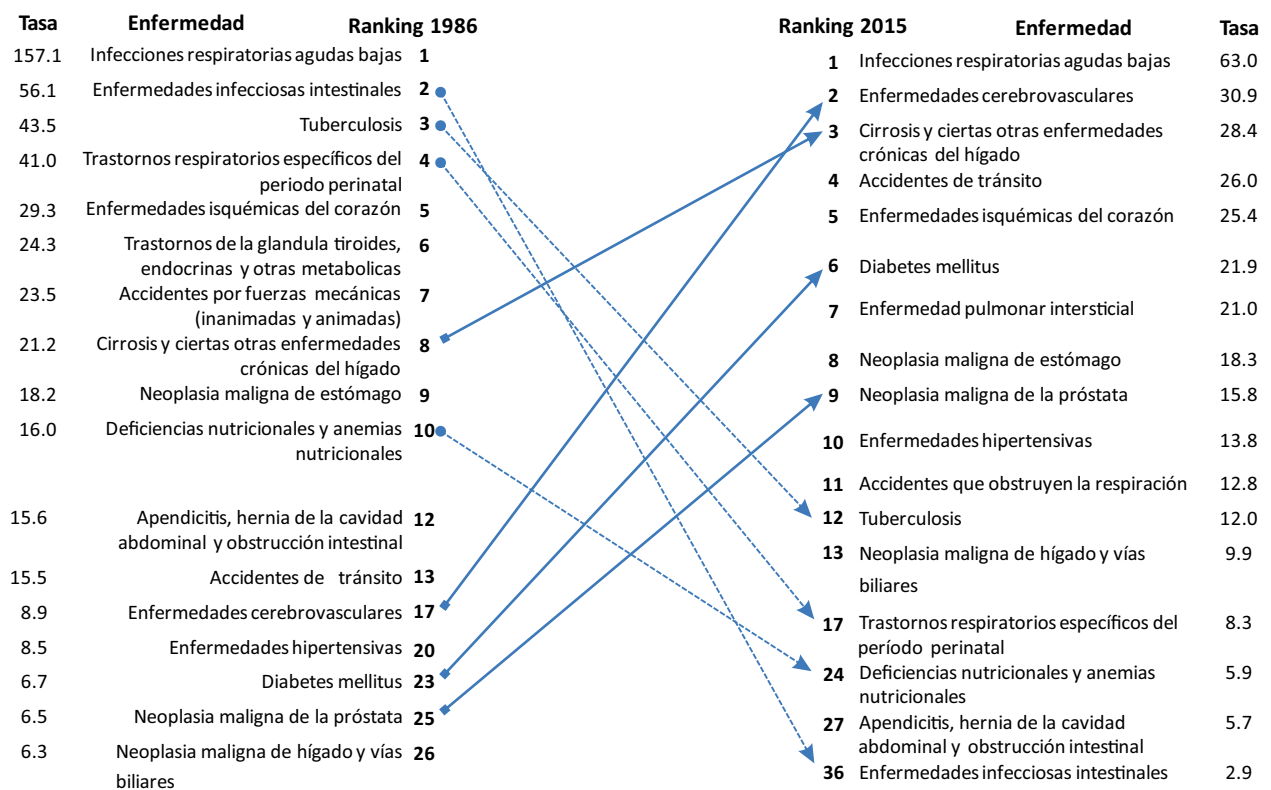 Tasa Enfermedad Ranking 1986
157.1 Infecciones respiratorias agudas bajas 1
56.1 Enfermedades infecciosas intestinales 2
43.5 Tuberculosis 3
41.0 Trastornos respiratorios específicos del 4
periodo perinatal
29.3 Enfermedades isquémicas del corazón 5
24.3 Trastornos de la glandula tiroides, 6
endocrinas y otras metabolicas
23.5 Accidentes por fuerzas mecánicas 7
(inanimadas y animadas)
21.2 Cirrosis y ciertas otras enfermedades 8
crónicas del hígado
18.2 Neoplasia maligna de estómago 9
16.0 Deficiencias nutricionales y anemias 10
nutricionales
15.6 Apendicitis, hernia de la cavidad 12
abdominal y obstrucción intestinal
15.5 Accidentes de tránsito 13
8.9 Enfermedades cerebrovasculares 17
8.5 Enfermedades hipertensivas 20
6.7 Diabetes mellitus 23
6.5 Neoplasia maligna de la próstata 25
6.3 Neoplasia maligna de hígado y vías 26
biliares
Ranking 2015 Enfermedad Tasa
1 Infecciones respiratorias agudas bajas 63.0
2 Enfermedades cerebrovasculares 30.9
3 Cirrosis y ciertas otras enfermedades 28.4
crónicas del hígado
4 Accidentes de tránsito 26.0
5 Enfermedades isquémicas del corazón 25.4
6 Diabetes mellitus 21.9
7 Enfermedad pulmonar intersticial 21.0
8 Neoplasia maligna de estómago 18.3
9 Neoplasia maligna de la próstata 15.8
10 Enfermedades hipertensivas 13.8
11 Accidentes que obstruyen la respiración 12.8
12 Tuberculosis 12.0
13 Neoplasia maligna de hígado y vías 9.9
biliares
17 Trastornos respiratorios específicos del 8.3
período perinatal
24 Deficiencias nutricionales y anemias 5.9
nutricionales
27 Apendicitis, hernia de la cavidad 5.7
abdominal y obstrucción intestinal
36 Enfermedades infecciosas intestinales 2.9